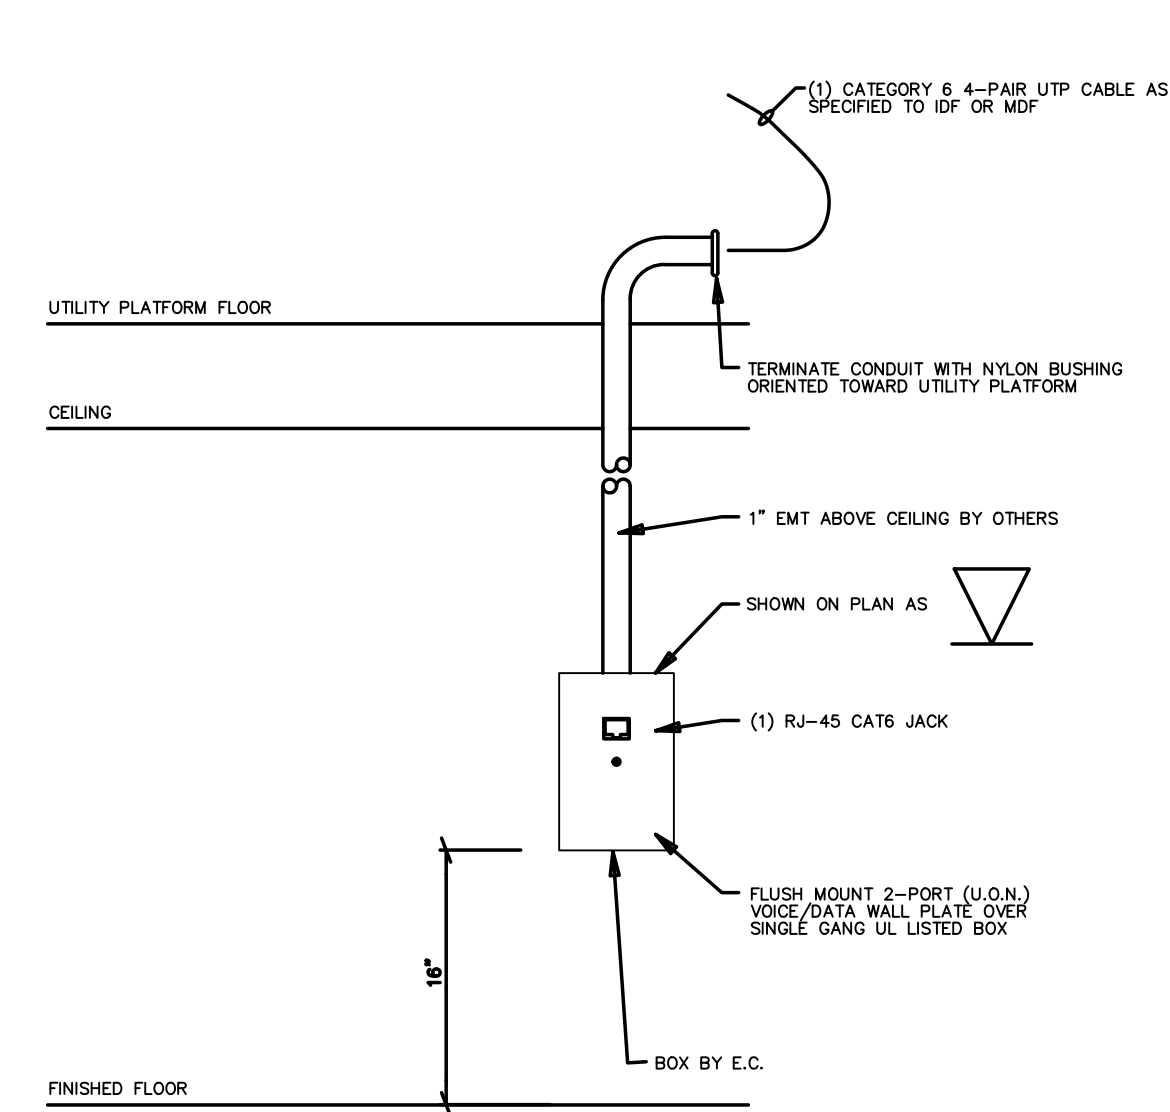 (1) CATEGORY 6 4-PAIR UTP CABLE AS
SPECIFIED TO IDF OR MDF
UTILITY PLATFORM FLOOR
TERMINATE CONDUIT WITH NYLON BUSHING
ORIENTED TOWARD UTILITY PLATFORM
CEILING
1" EMT ABOVE CEILING BY OTHERS
SHOWN ON PLAN AS
(1) RJ-45 CAT6 JACK
FLUSH MOUNT 2-PORT (U.O.N.)
VOICE/DATA WALL PLATE OVER
SINGLE GANG UL LISTED BOX
16"
BOX BY E.C.
FINISHED FLOOR